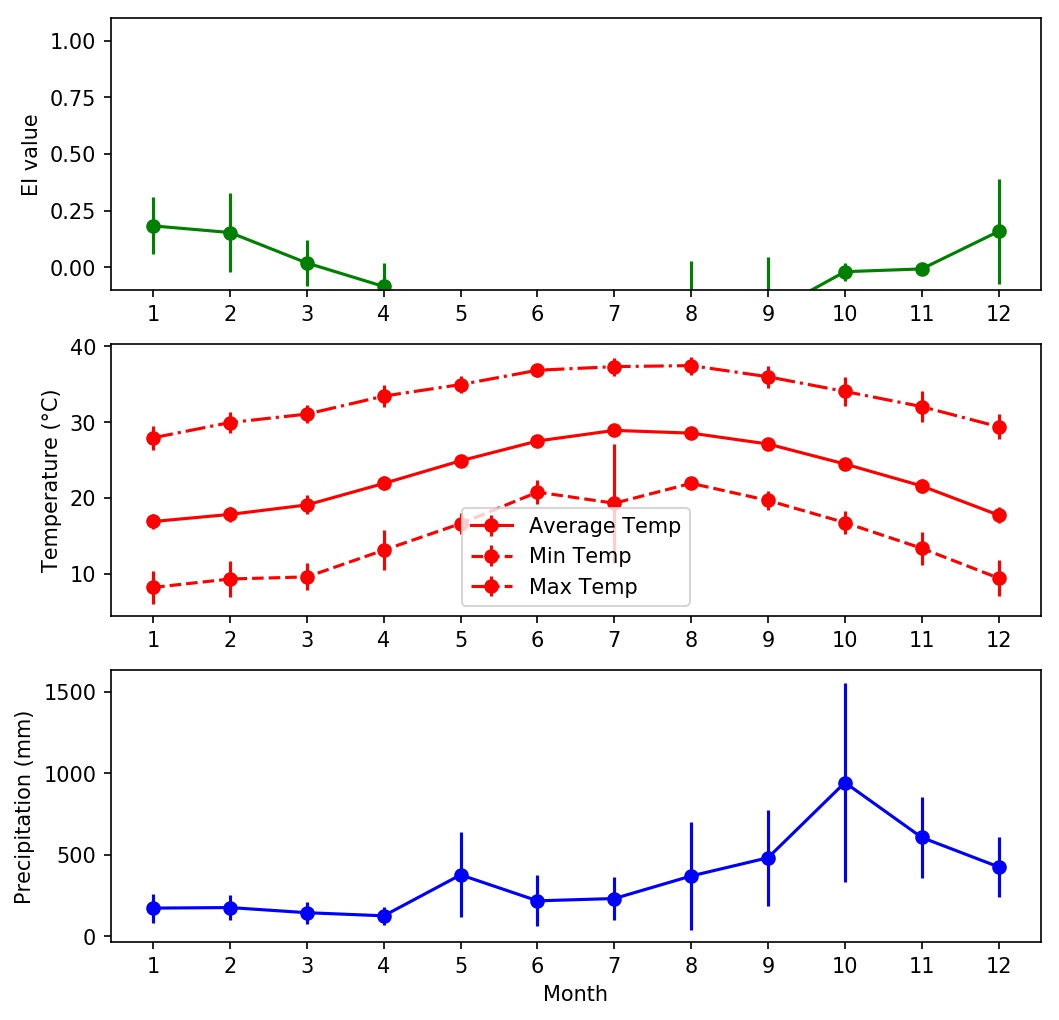 EI value
1.00
0.75
0.50
0.25
0.00
1 2 3 4 5 6 7 8 9 10 11 12
Temperature (°C)
40
30
20
10
Average Temp
Min Temp
Max Temp
1 2 3 4 5 6 7 8 9 10 11 12
Precipitation (mm)
1500
1000
500
0
1 2 3 4 5 6 7 8 9 10 11 12
Month